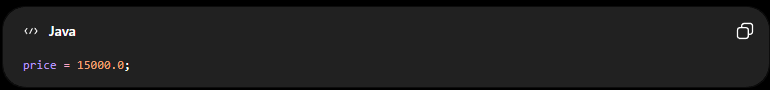 Java
price = 15000.0;